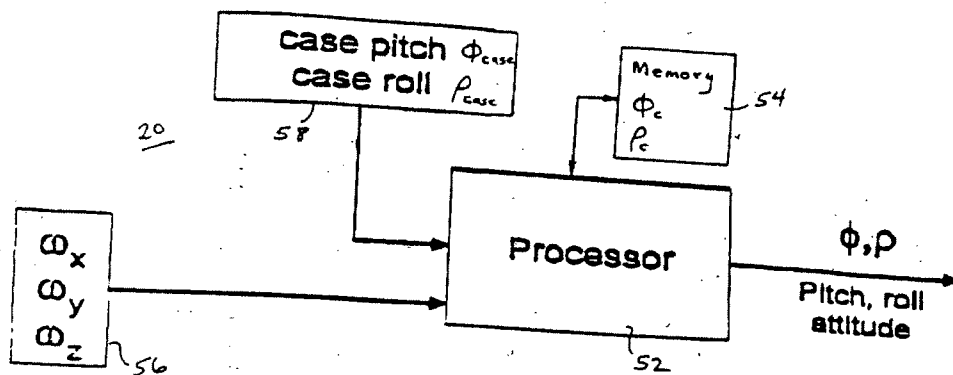 case pitch ϕcase
case roll ρcase
58
Memory
ϕc
ρc
54
20
ωx
ωy
ωz
56
Processor
52
ϕ,ρ
Pitch, roll
attitude